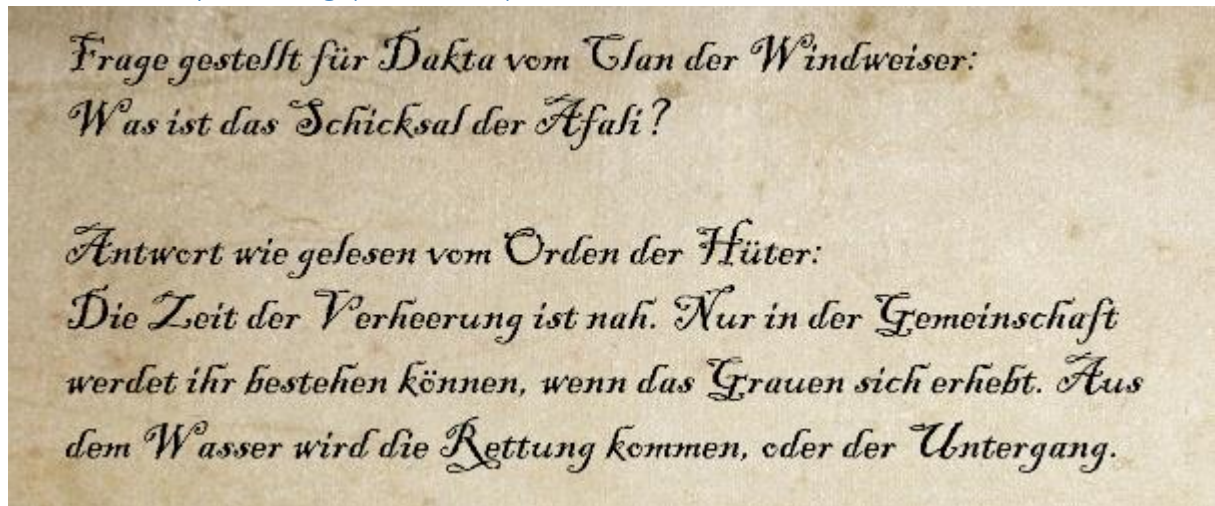 Frage gestellt für Dakta vom Clan der Windweiser:
Was ist das Schicksal der Afali?
Antwort wie gelesen vom Orden der Hüter:
Die Zeit der Verheerung ist nah. Nur in der Gemeinschaft
werdet ihr bestehen können, wenn das Grauen sich erhebt. Aus
dem Wasser wird die Rettung kommen, oder der Untergang.